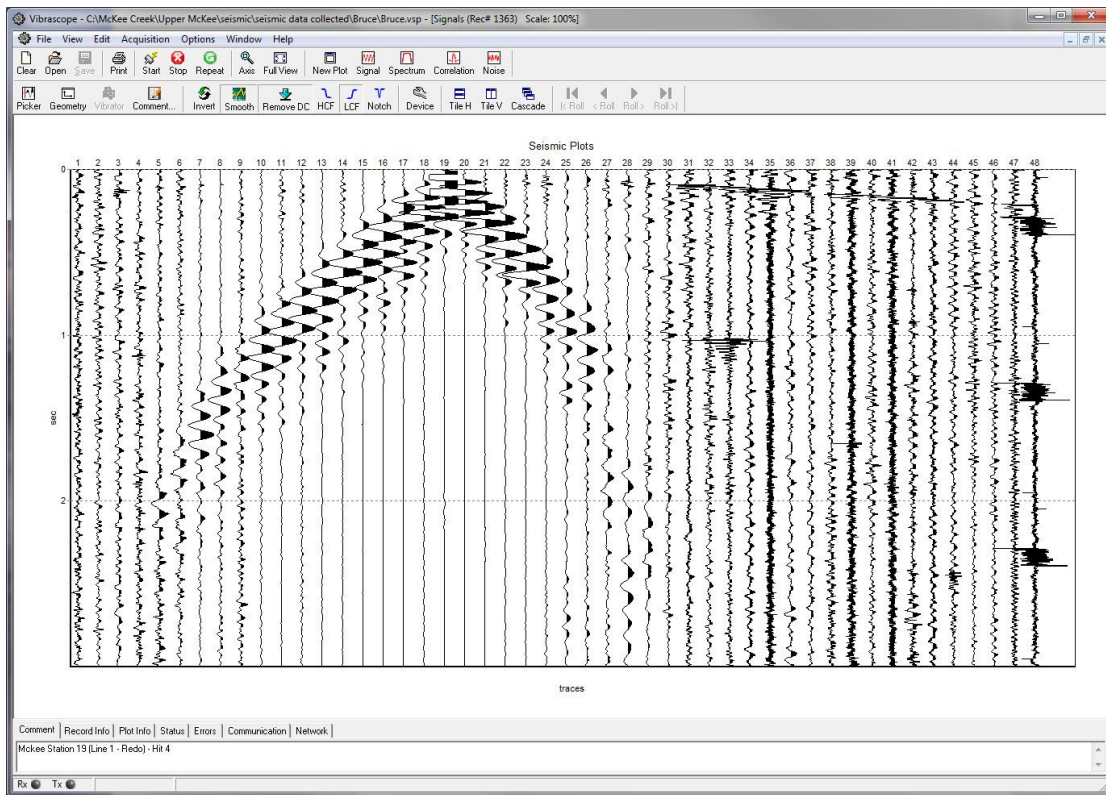 Vibrascope - C:\McKee Creek\Upper McKee\seismic\seismic data collected\Bruce\Bruce.vsp - [Signals (Rec# 1363) Scale: 100%]
File View Edit Acquisition Options Window Help
Clear Open Save Print Start Stop Repeat Axis Full View New Plot Signal Spectrum Correlation Noise
Picker Geometry Vibrator Comment... Invert Smooth Remove DC HCF LCF Notch Device Tile H Tile V Cascade |< Roll < Roll Roll > Roll >|
Seismic Plots
1 2 3 4 5 6 7 8 9 10 11 12 13 14 15 16 17 18 19 20 21 22 23 24 25 26 27 28 29 30 31 32 33 34 35 36 37 38 39 40 41 42 43 44 45 46 47 48
0
1
sec
2
traces
Comment Record Info Plot Info Status Errors Communication Network
Mckee Station 19 (Line 1 - Redo) - Hit 4
Rx Tx